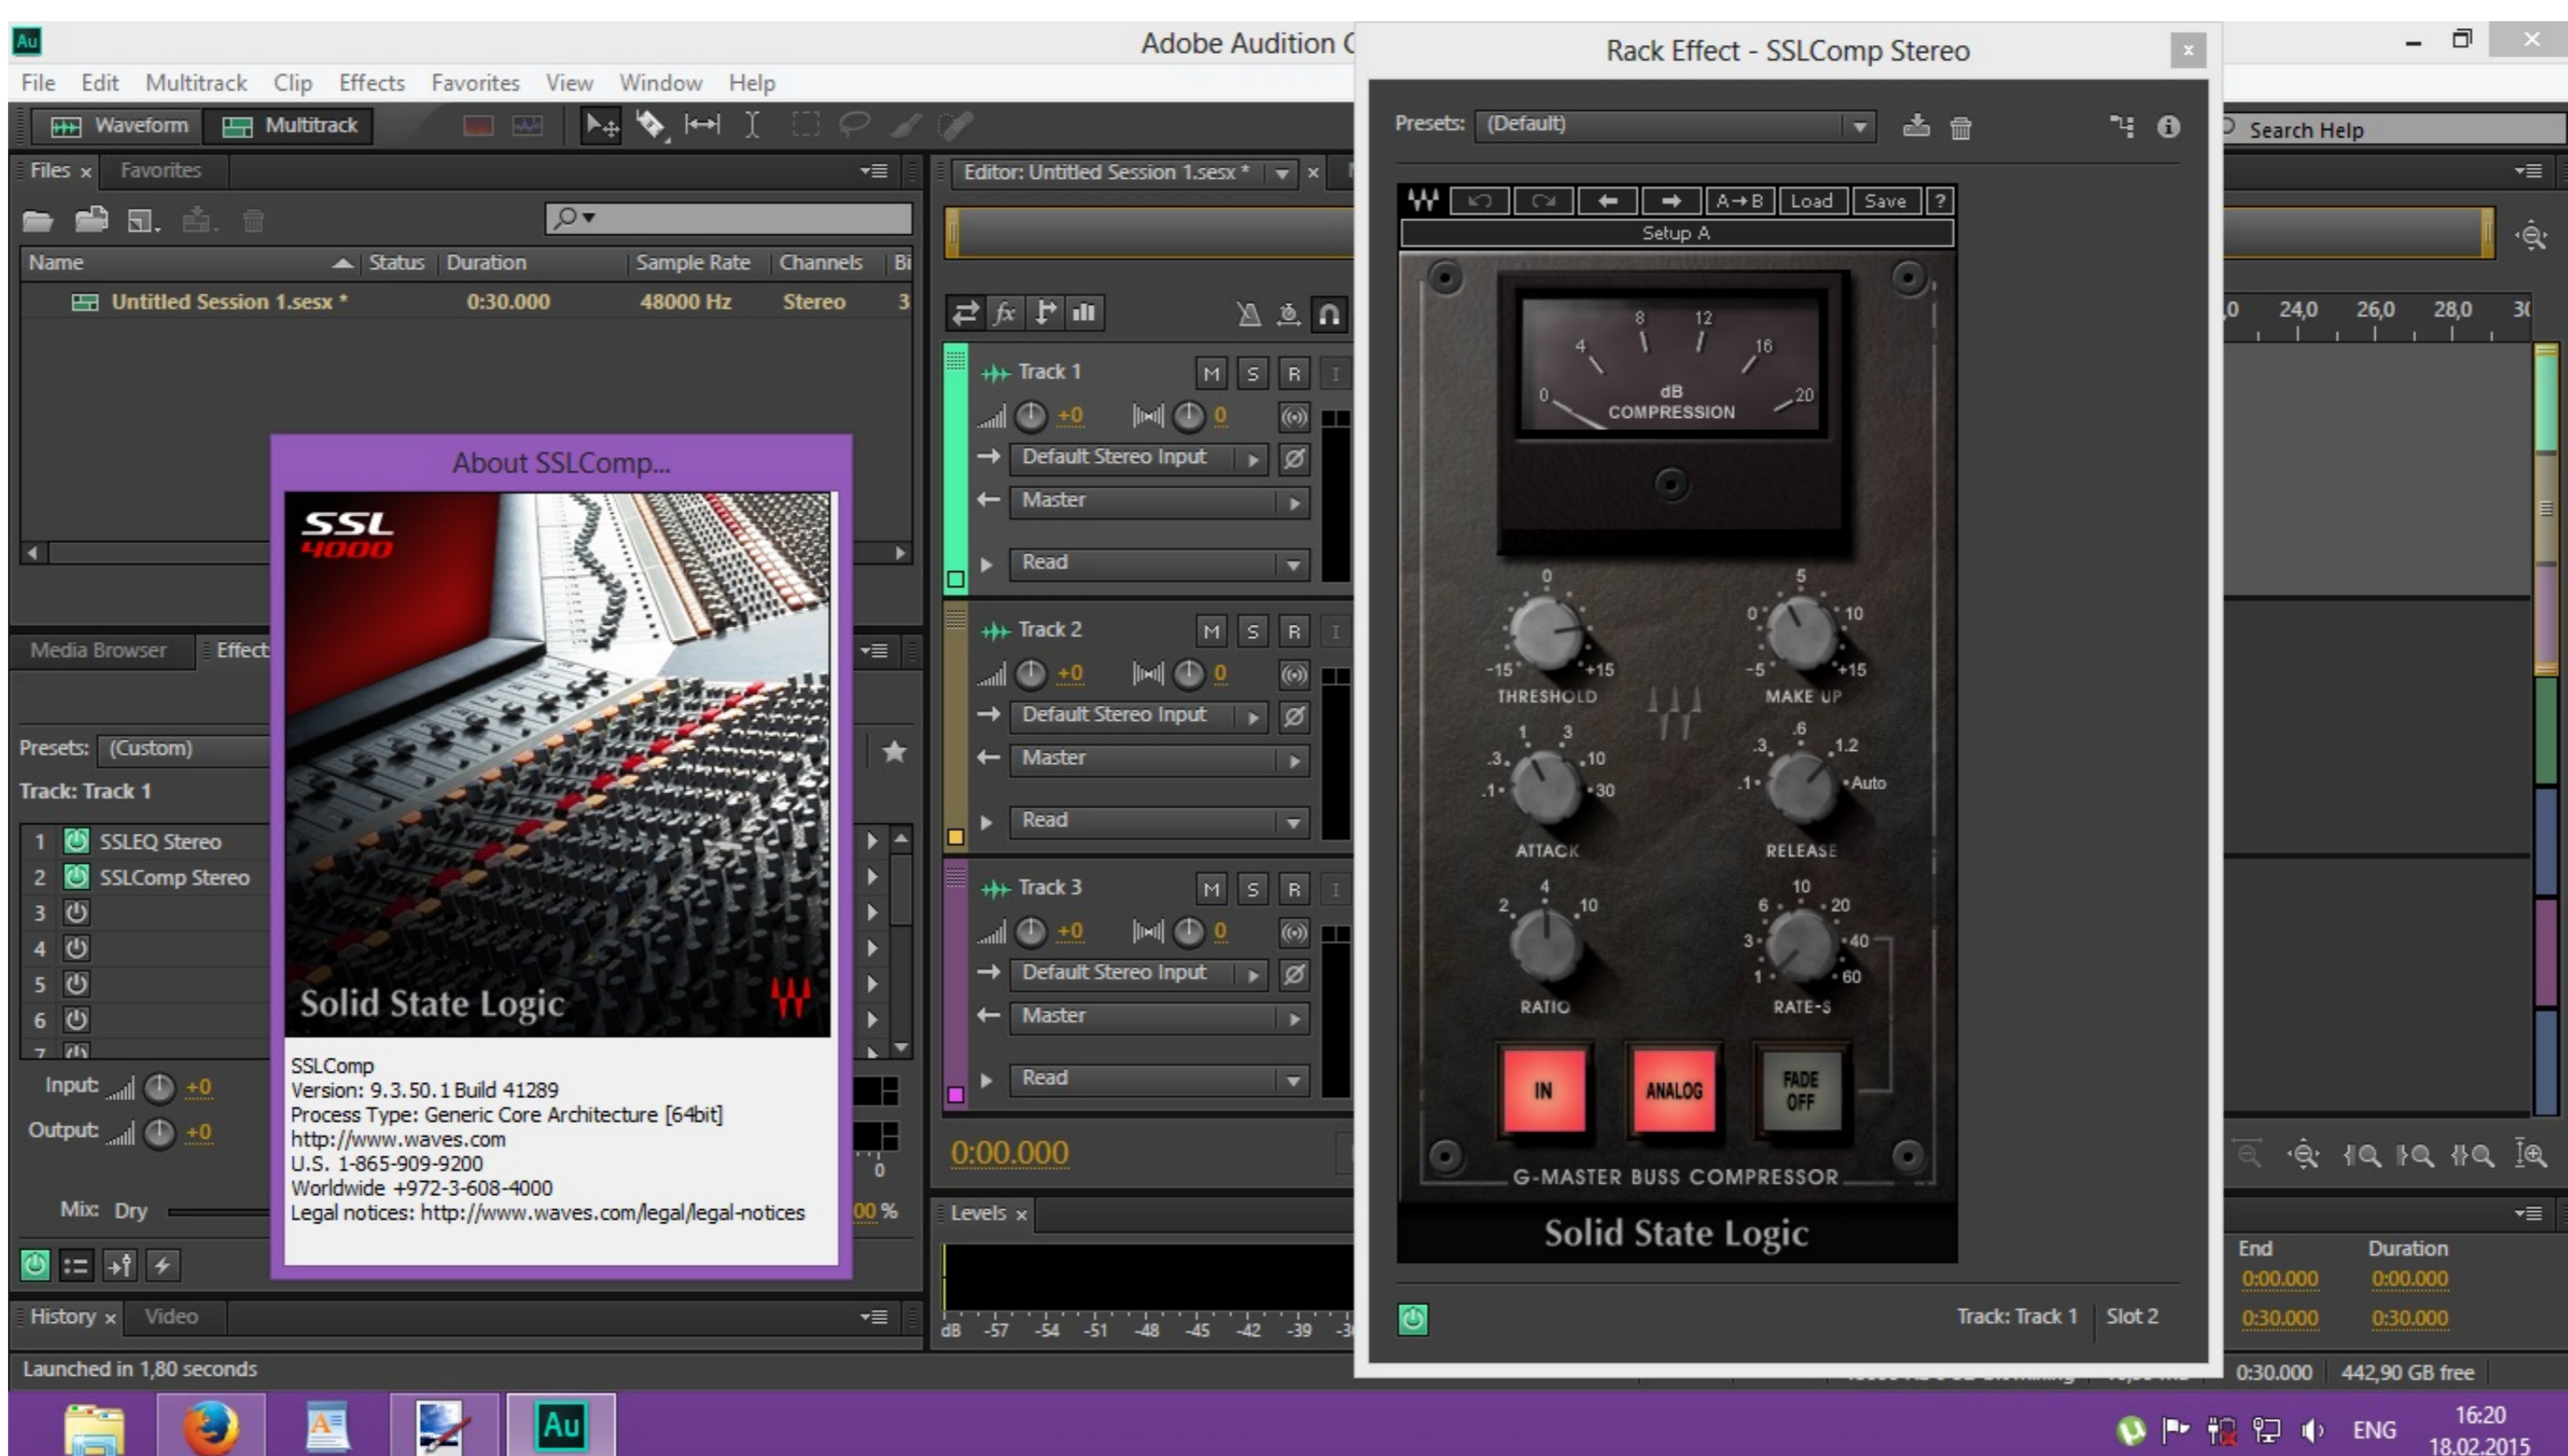 Au
Adobe Audition
File Edit Multitrack Clip Effects Favorites View Window Help
Waveform Multitrack
Search Help
Files x Favorites
Name Status Duration Sample Rate Channels
Untitled Session 1.sesx * 0:30.000 48000 Hz Stereo
Media Browser
Presets: (Custom)
Track: Track 1
1 SSLEQ Stereo
2 SSLComp Stereo
3
4
5
6
7
Input: +0
Output: +0
0
Mix: Dry
%
History x Video
Launched in 1,80 seconds
About SSLComp...
SSL
4000
Solid State Logic
SSLComp
Version: 9.3.50.1 Build 41289
Process Type: Generic Core Architecture [64bit]
http://www.waves.com
U.S. 1-865-909-9200
Worldwide +972-3-608-4000
Legal notices: http://www.waves.com/legal/legal-notices
Editor: Untitled Session 1.sesx * x
fx
Track 1 M S R I
+0 0
Default Stereo Input
Master
Read
Track 2 M S R I
+0 0
Default Stereo Input
Master
Read
Track 3 M S R I
+0 0
Default Stereo Input
Master
Read
0:00.000
Levels x
dB -57 -54 -51 -48 -45 -42 -39
Rack Effect - SSLComp Stereo x
Presets: (Default)
A→B Load Save ?
Setup A
0 4 8 12 16 20
dB
COMPRESSION
0
-15 +15
THRESHOLD
5
0 10
-5 +15
MAKE UP
1 3
.3 10
.1 30
ATTACK
.6
.3 1.2
.1 Auto
RELEASE
4
2 10
RATIO
10
6 20
3 40
1 60
RATE-S
IN
ANALOG
FADE
OFF
G-MASTER BUSS COMPRESSOR
Solid State Logic
Track: Track 1 Slot 2
24,0 26,0 28,0
End Duration
0:00.000 0:00.000
0:30.000 0:30.000
0:30.000 442,90 GB free
Au
ENG
16:20
18.02.2015